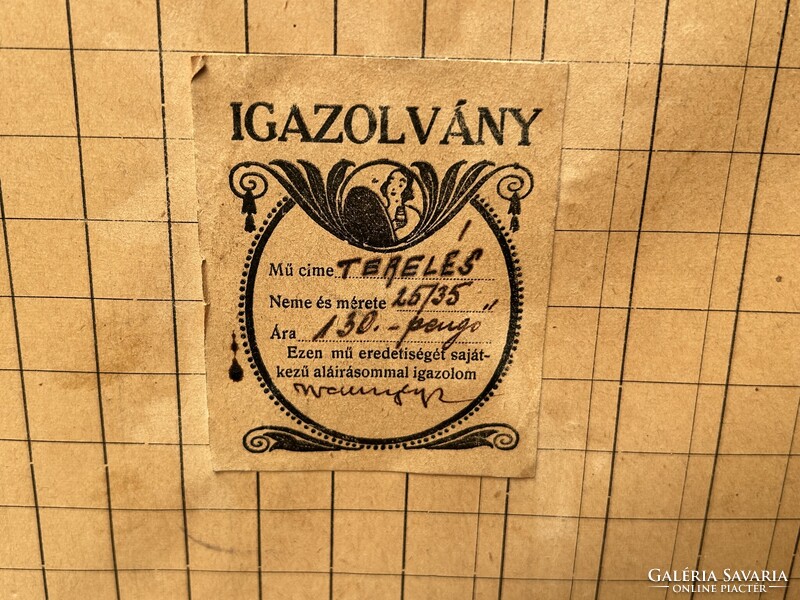 IGAZOLVÁNY
Mű cime TERELÉS
Neme és mérete 25/35 "
Ára 130.- pengő
Ezen mű eredetiségét saját-
kezű aláírásommal igazolom
GALÉRIA SAVARIA
ONLINE PIACTÉR